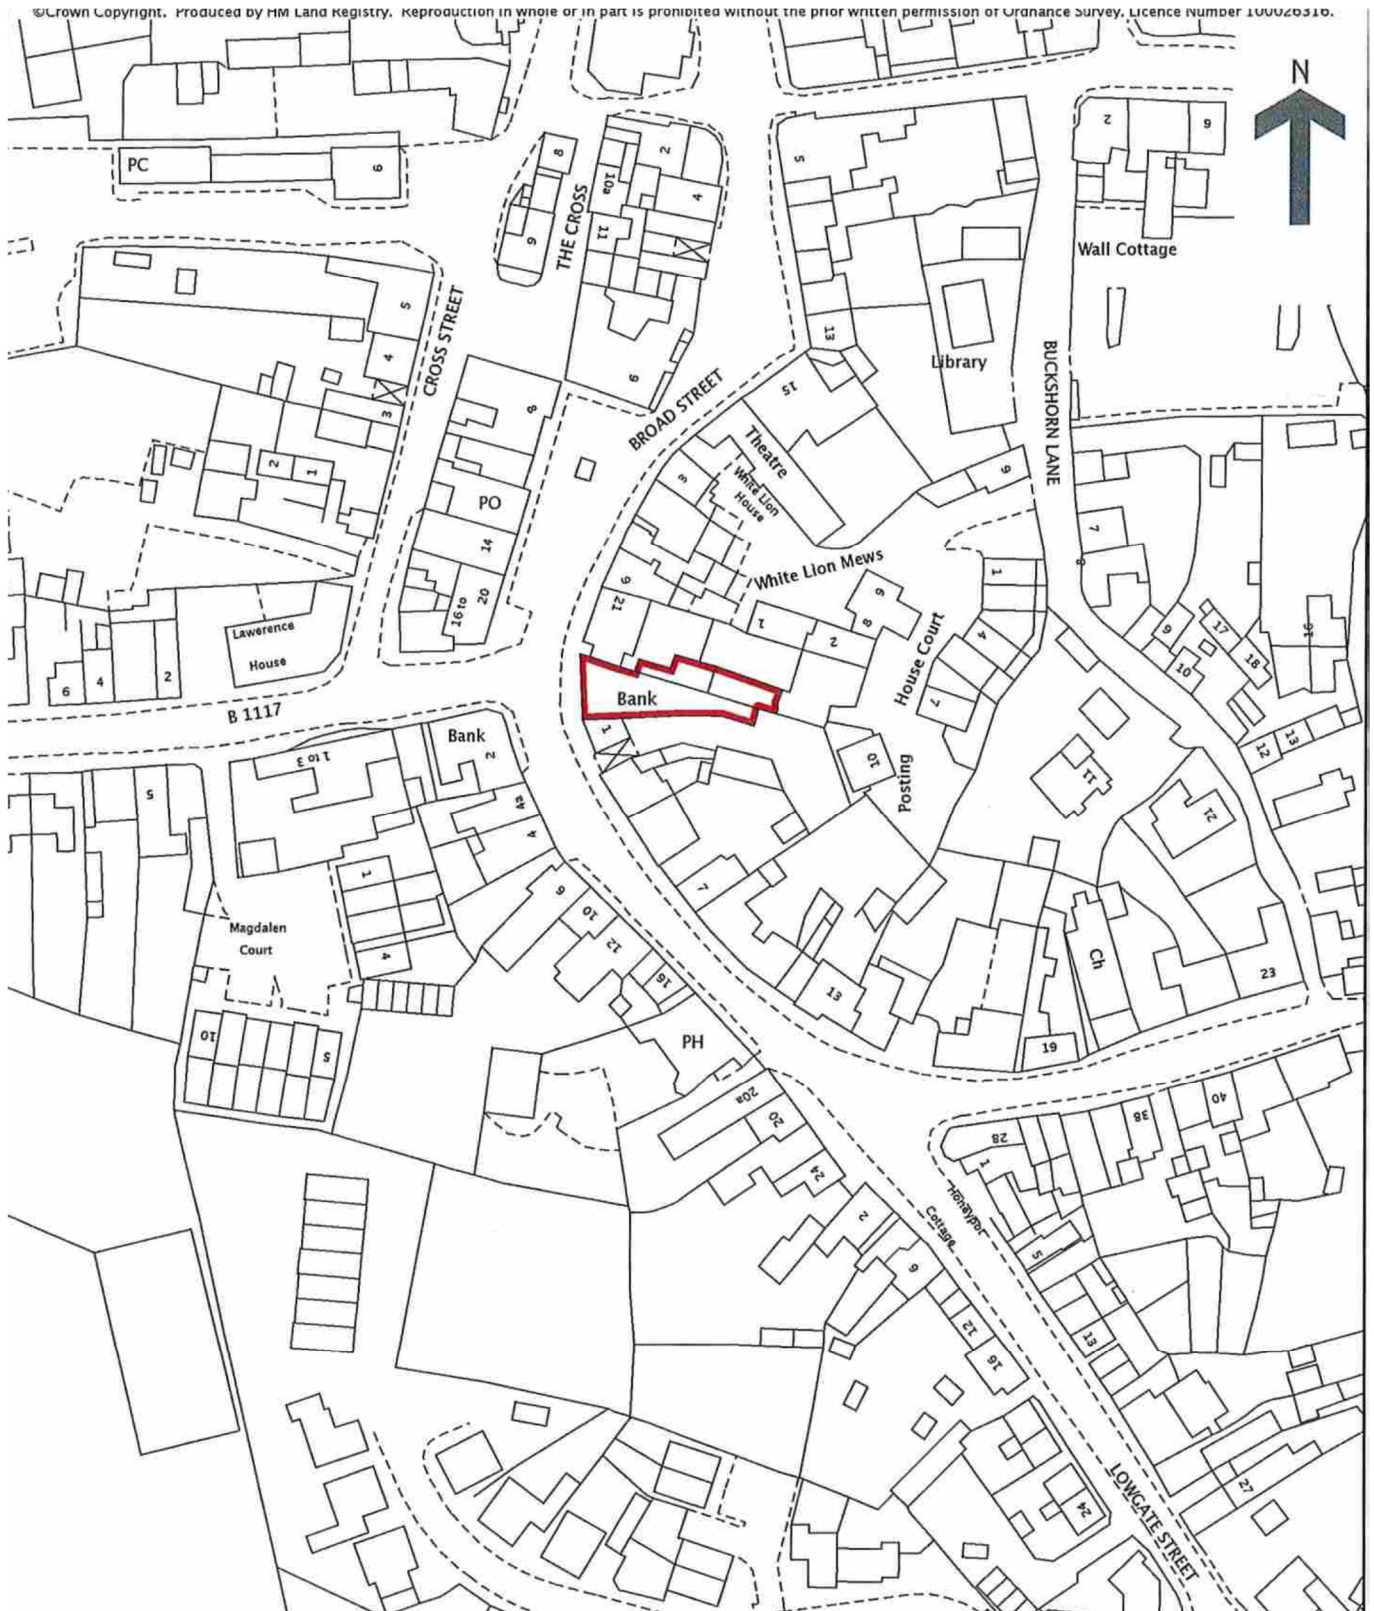 ©Crown Copyright. Produced by HM Land Registry. Reproduction in whole or in part is prohibited without the prior written permission of Ordnance Survey. Licence Number 100026316.
N
PC
6
8
9
THE CROSS
10a
11
2
4
5
2
6
Wall Cottage
5
4
3
CROSS STREET
13
Library
BUCKSHORN LANE
8
6
BROAD STREET
15
Theatre
White Lion
House
3
2
1
PO
14
16 to
20
9
7
8
White Lion Mews
6
21
1
2
9
8
1
4
7
House Court
Posting
10
9
10
17
18
16
12
13
Lawerence
House
6
4
2
B 1117
Bank
1
Bank
2
1 to 3
5
4a
4
11
21
1
4
Magdalen
Court
6
10
12
16
7
13
Ch
23
19
10
5
PH
20a
20
24
28
38
40
1
Honeypot
Cottage
2
5
6
12
13
16
24
27
LOWGATE STREET